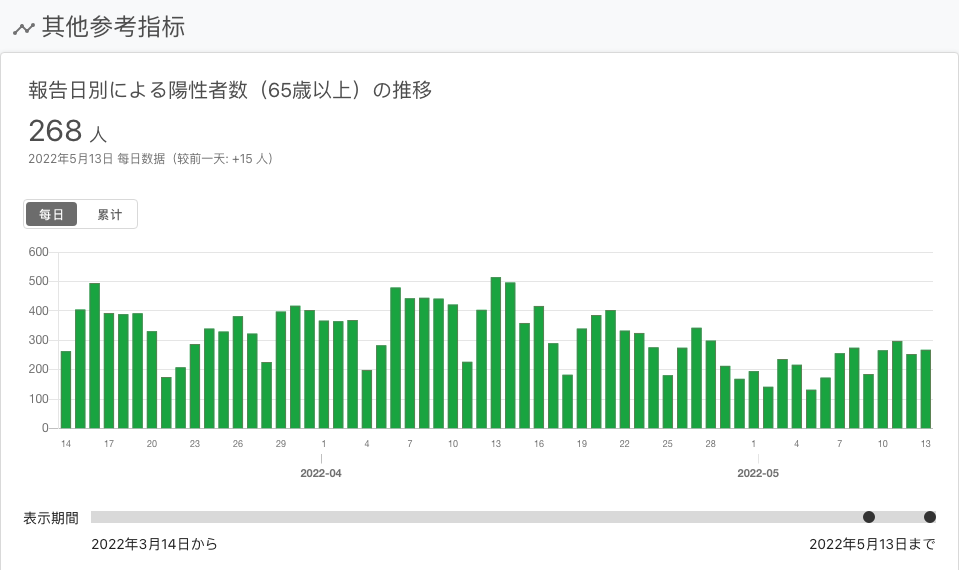 其他参考指标
報告日別による陽性者数（65歳以上）の推移
268 人
2022年5月13日 每日数据（较前一天: +15 人）
每日 累计
600
500
400
300
200
100
0
14 17 20 23 26 29 1 4 7 10 13 16 19 22 25 28 1 4 7 10 13
2022-04 2022-05
表示期間
2022年3月14日から 2022年5月13日まで